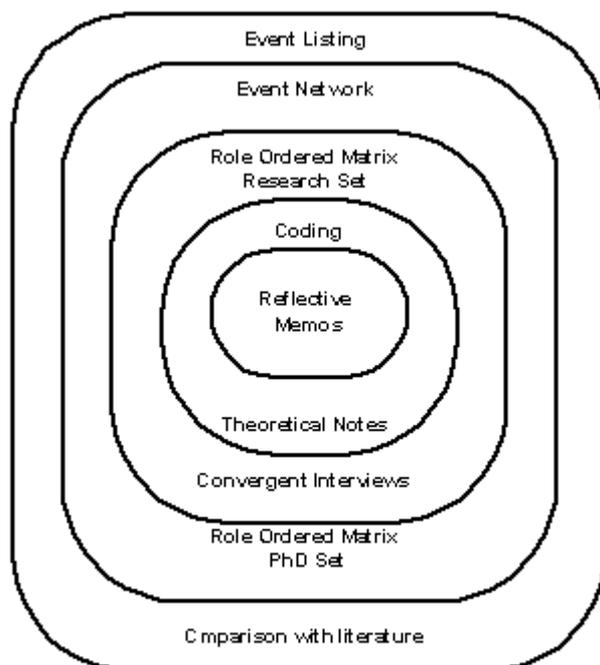 Event Listing
Event Network
Role Ordered Matrix
Research Set
Coding
Reflective
Memos
Theoretical Notes
Convergent Interviews
Role Ordered Matrix
PhD Set
Cmparison with literature